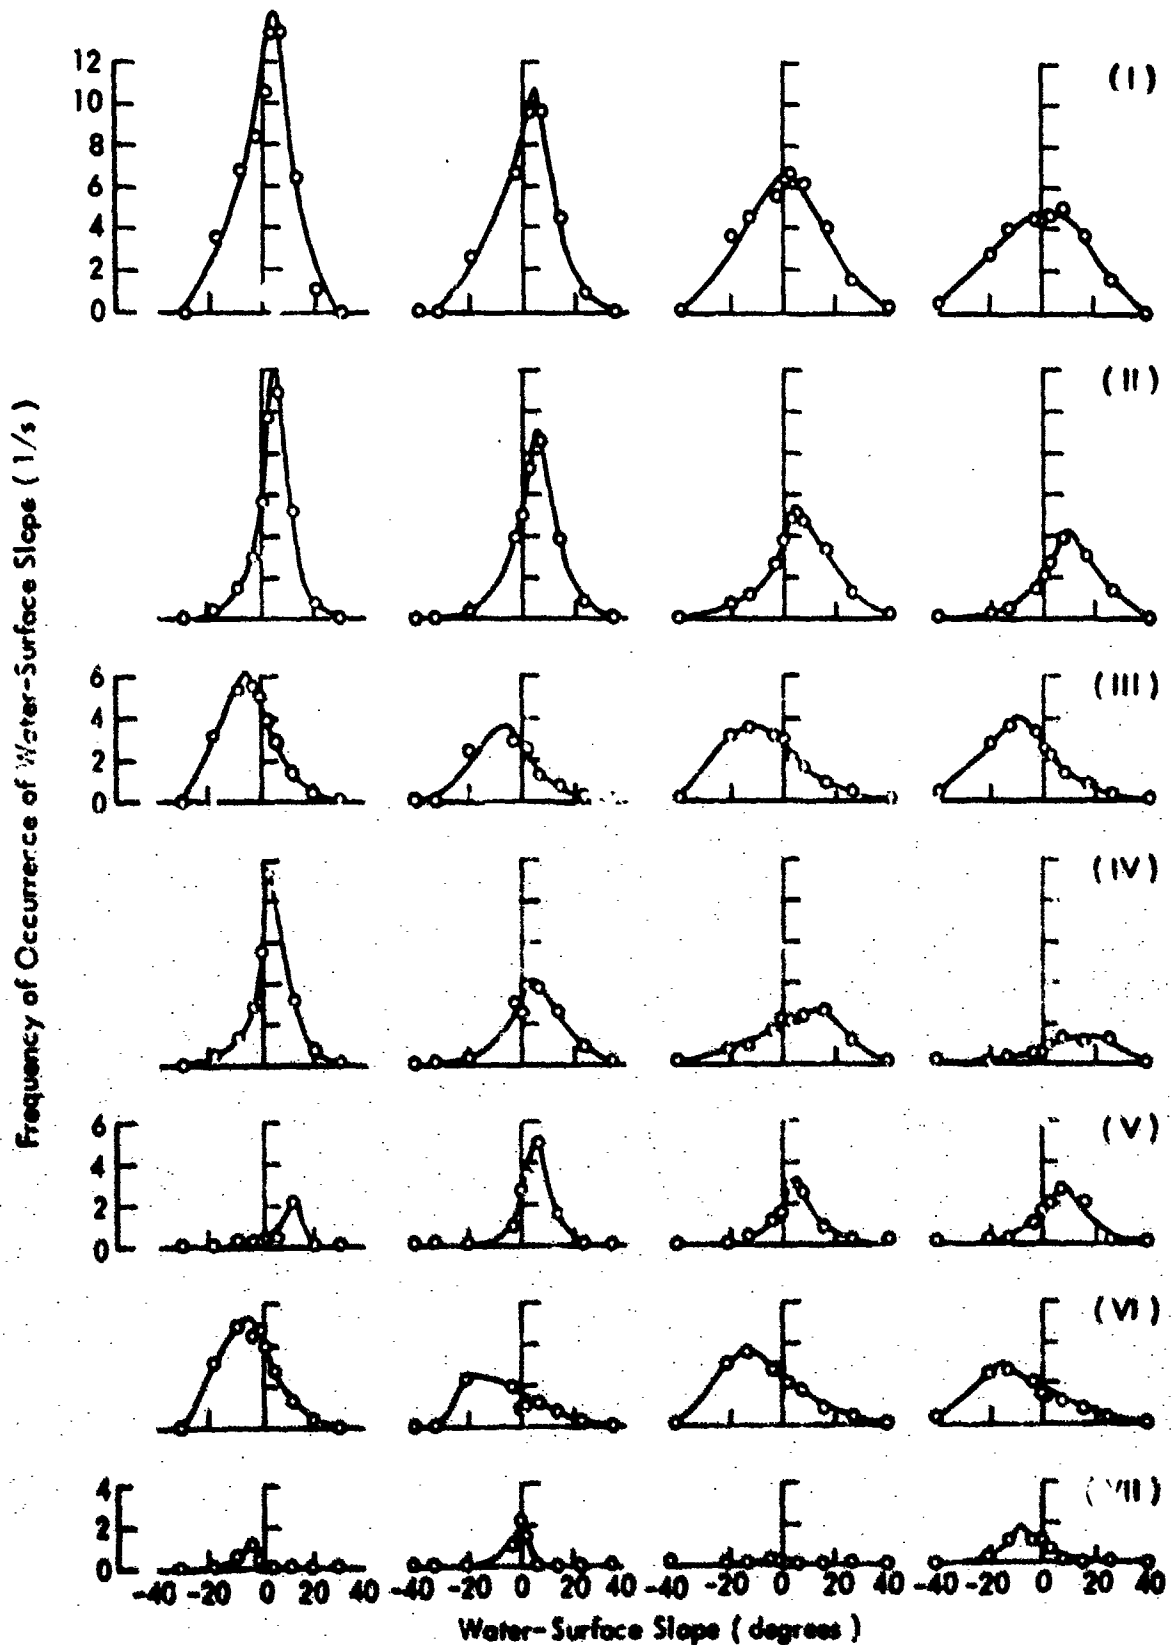 Frequency of Occurrence of Water-Surface Slope ( 1/s )
12
10
8
6
4
2
0
( I )
( II )
6
4
2
0
( III )
( IV )
6
4
2
0
( V )
( VI )
4
2
0
( VII )
-40 -20 0 20 40 -40 -20 0 20 40 -40 -20 0 20 40 -40 -20 0 20 40
Water-Surface Slope ( degrees )